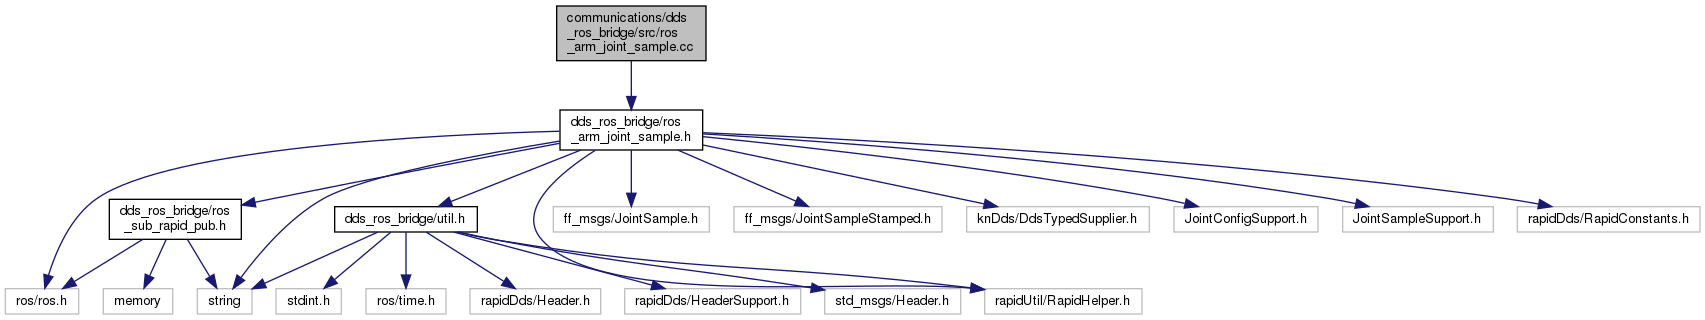 communications/dds
_ros_bridge/src/ros
_arm_joint_sample.cc
dds_ros_bridge/ros
_arm_joint_sample.h
dds_ros_bridge/ros
_sub_rapid_pub.h
dds_ros_bridge/util.h
ff_msgs/JointSample.h
ff_msgs/JointSampleStamped.h
knDds/DdsTypedSupplier.h
JointConfigSupport.h
JointSampleSupport.h
rapidDds/RapidConstants.h
ros/ros.h
memory
string
stdint.h
ros/time.h
rapidDds/Header.h
rapidDds/HeaderSupport.h
std_msgs/Header.h
rapidUtil/RapidHelper.h